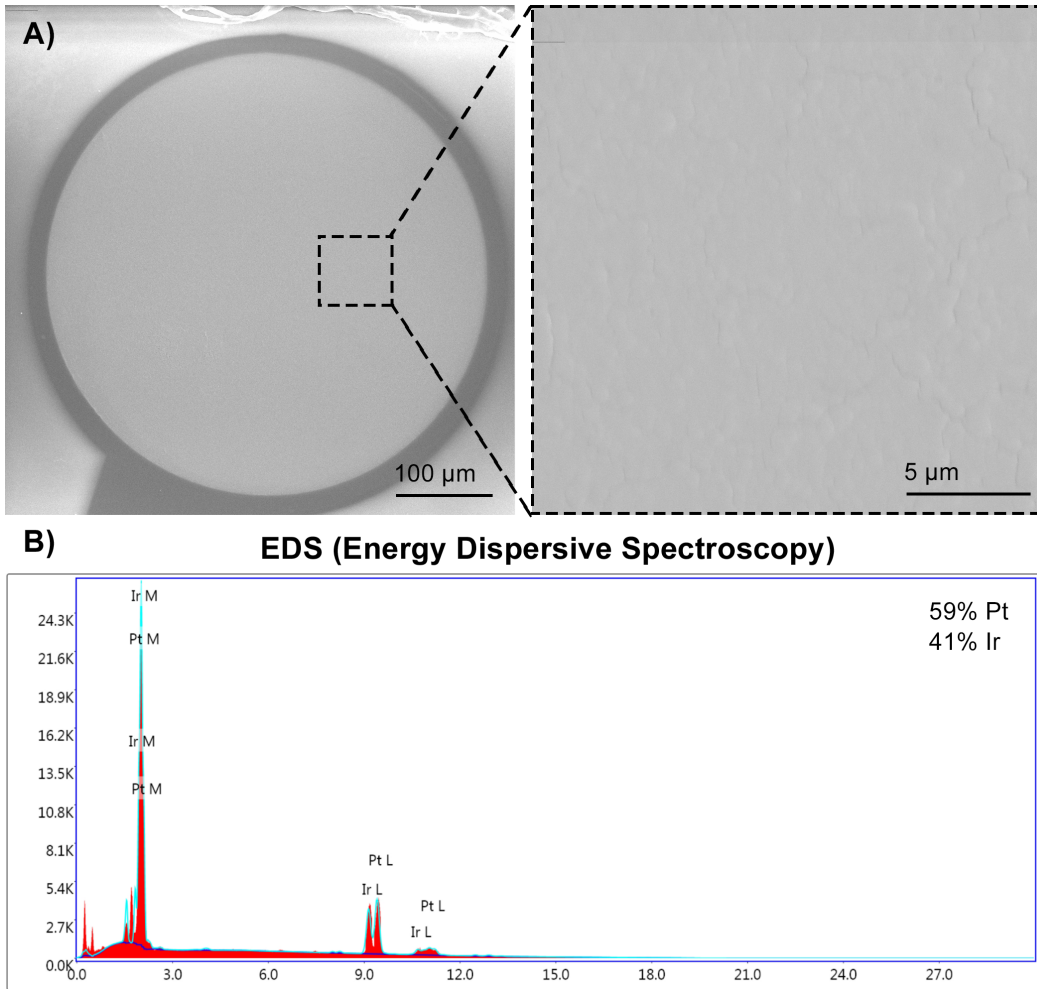 A)
100 µm
5 µm
B)
EDS (Energy Dispersive Spectroscopy)
59% Pt
41% Ir
24.3K
21.6K
18.9K
16.2K
13.5K
10.8K
8.1K
5.4K
2.7K
0.0K
Ir M
Pt M
Ir M
Pt M
Pt L
Ir L
Pt L
Ir L
0.0
3.0
6.0
9.0
12.0
15.0
18.0
21.0
24.0
27.0